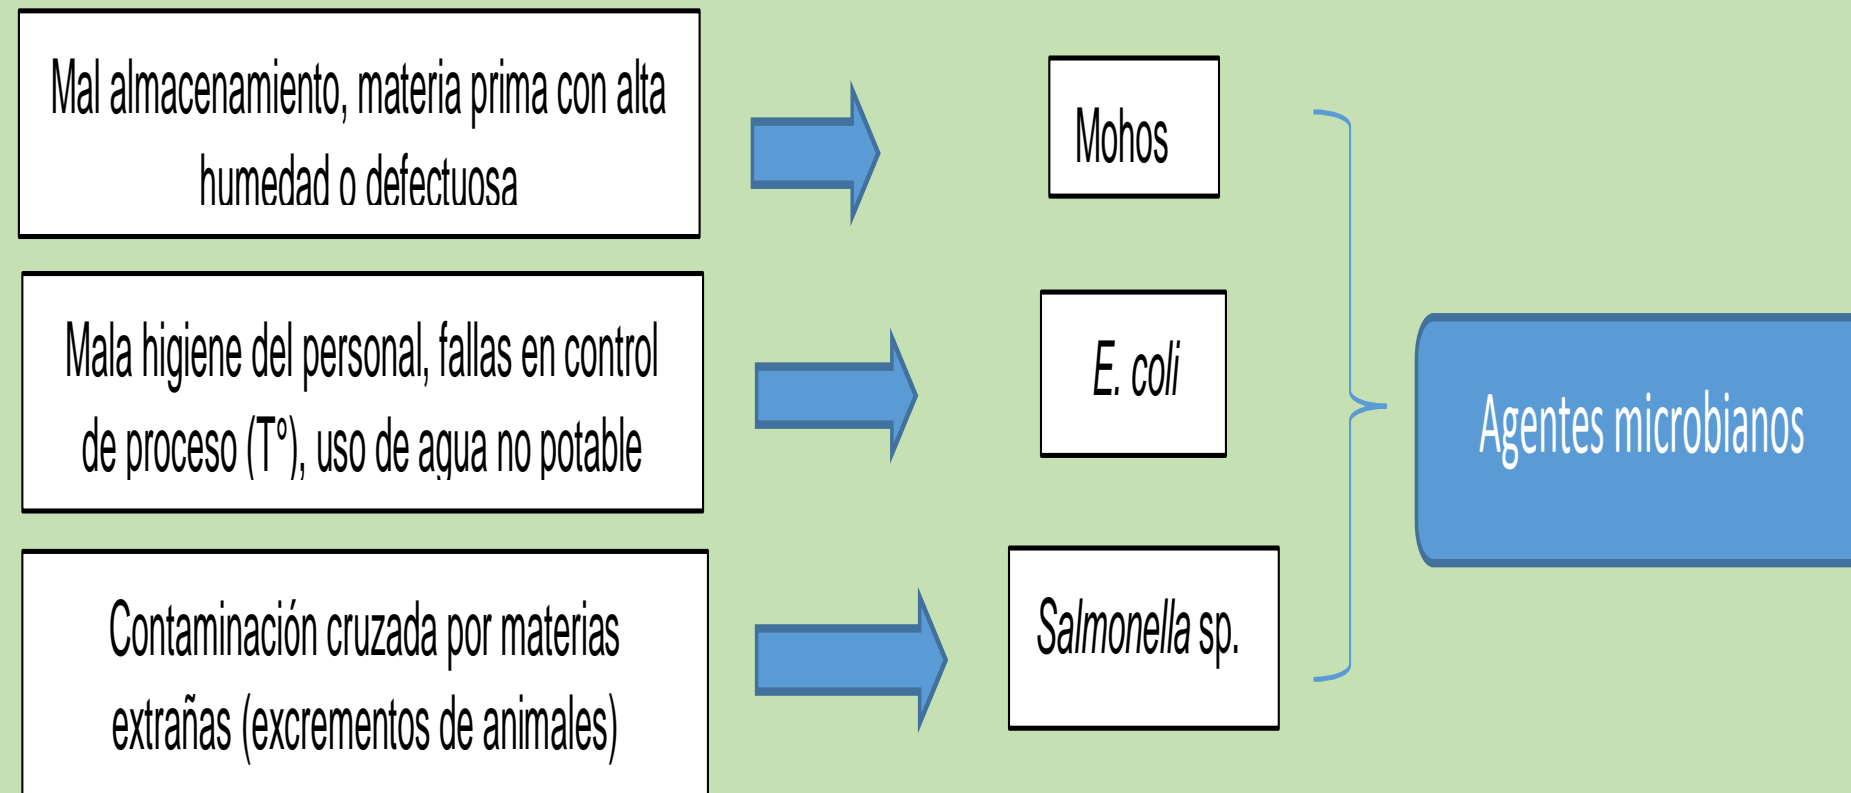 Mal almacenamiento, materia prima con alta
humedad o defectuosa
Mohos
Mala higiene del personal, fallas en control
de proceso (T°), uso de agua no potable
E. coli
Agentes microbianos
Contaminación cruzada por materias
extrañas (excrementos de animales)
Salmonella sp.